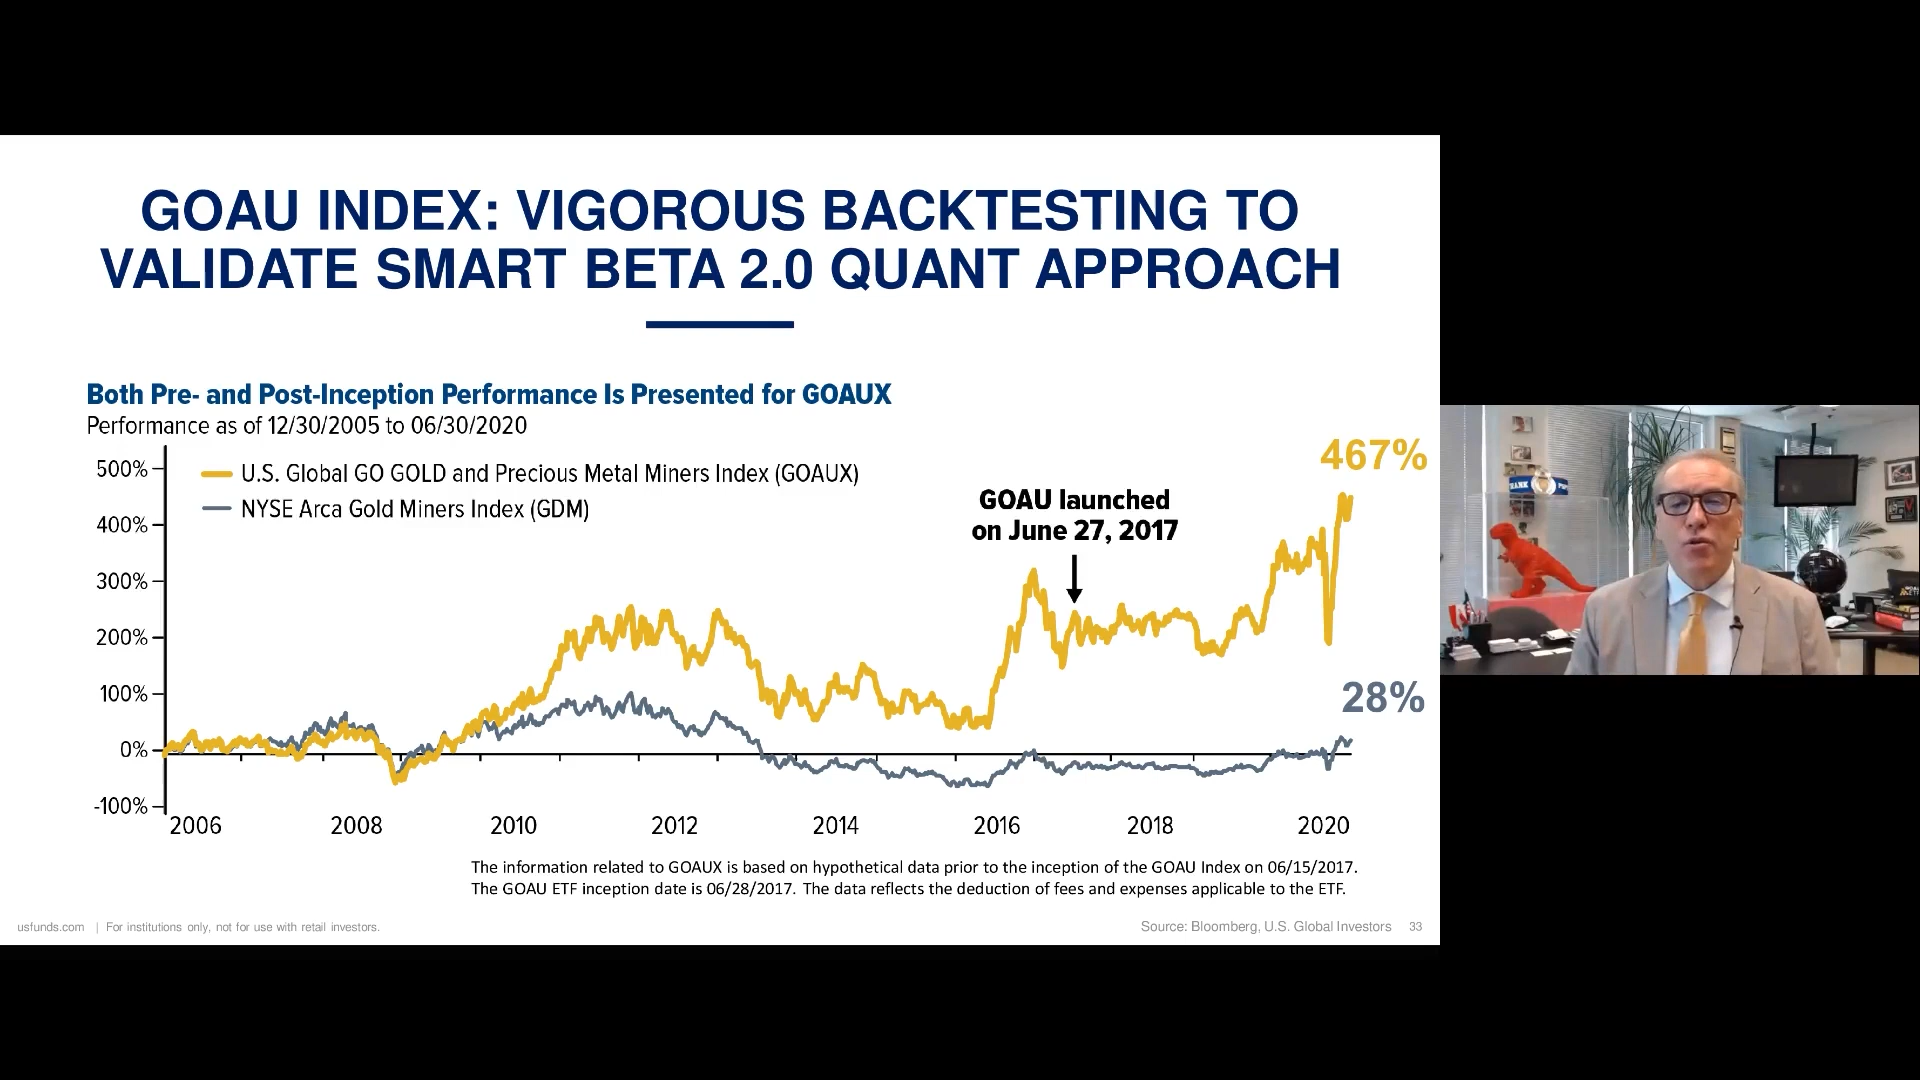 GOAU INDEX: VIGOROUS BACKTESTING TO
VALIDATE SMART BETA 2.0 QUANT APPROACH
Both Pre- and Post-Inception Performance Is Presented for GOAUX
Performance as of 12/30/2005 to 06/30/2020
500%
400%
300%
200%
100%
0%
-100%
U.S. Global GO GOLD and Precious Metal Miners Index (GOAUX)
NYSE Arca Gold Miners Index (GDM)
GOAU launched
on June 27, 2017
467%
28%
2006 2008 2010 2012 2014 2016 2018 2020
The information related to GOAUX is based on hypothetical data prior to the inception of the GOAU Index on 06/15/2017.
The GOAU ETF inception date is 06/28/2017. The data reflects the deduction of fees and expenses applicable to the ETF.
usfunds.com | For institutions only, not for use with retail investors.
Source: Bloomberg, U.S. Global Investors 33